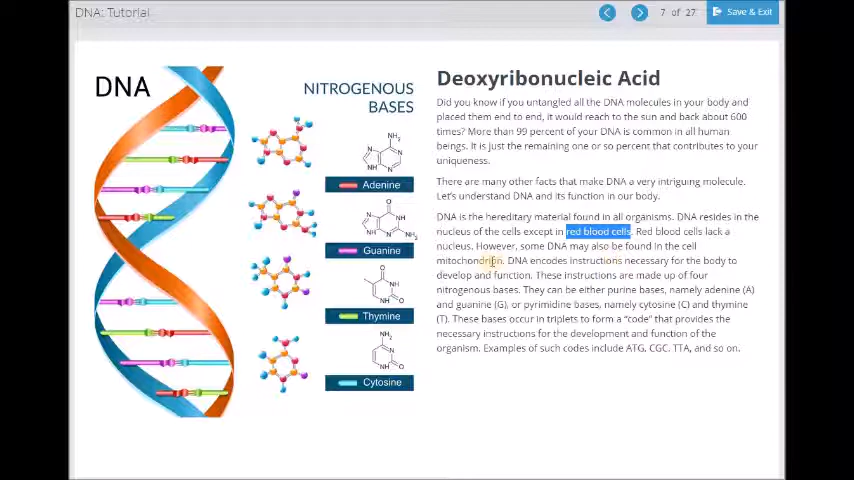 DNA: Tutorial
7 of 27
Save & Exit
DNA
NITROGENOUS
BASES
NH₂
Adenine
O
NH
NH₂
Guanine
O
NH
O
Thymine
NH₂
N
NH
O
Cytosine
Deoxyribonucleic Acid
Did you know if you untangled all the DNA molecules in your body and
placed them end to end, it would reach to the sun and back about 600
times? More than 99 percent of your DNA is common in all human
beings. It is just the remaining one or so percent that contributes to your
uniqueness.
There are many other facts that make DNA a very intriguing molecule.
Let's understand DNA and its function in our body.
DNA is the hereditary material found in all organisms. DNA resides in the
nucleus of the cells except in red blood cells. Red blood cells lack a
nucleus. However, some DNA may also be found in the cell
mitochondrion. DNA encodes instructions necessary for the body to
develop and function. These instructions are made up of four
nitrogenous bases. They can be either purine bases, namely adenine (A)
and guanine (G), or pyrimidine bases, namely cytosine (C) and thymine
(T). These bases occur in triplets to form a “code” that provides the
necessary instructions for the development and function of the
organism. Examples of such codes include ATG, CGC, TTA, and so on.